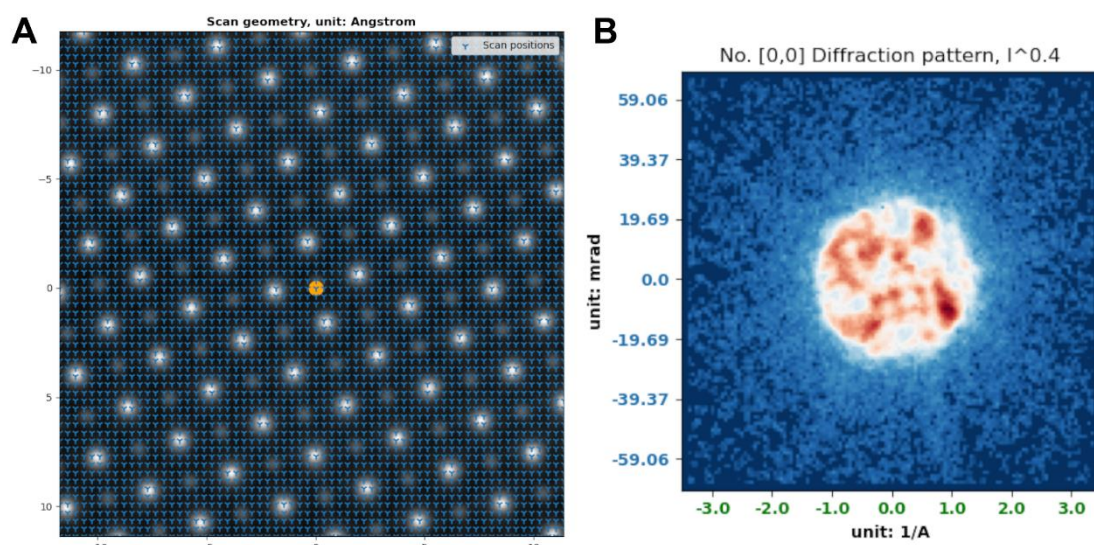 A
Scan geometry, unit: Angstrom
Scan positions
−10
−5
0
5
10
B
No. [0,0] Diffraction pattern, I^0.4
unit: mrad
59.06
39.37
19.69
0.0
-19.69
-39.37
-59.06
-3.0 -2.0 -1.0 0.0 1.0 2.0 3.0
unit: 1/A